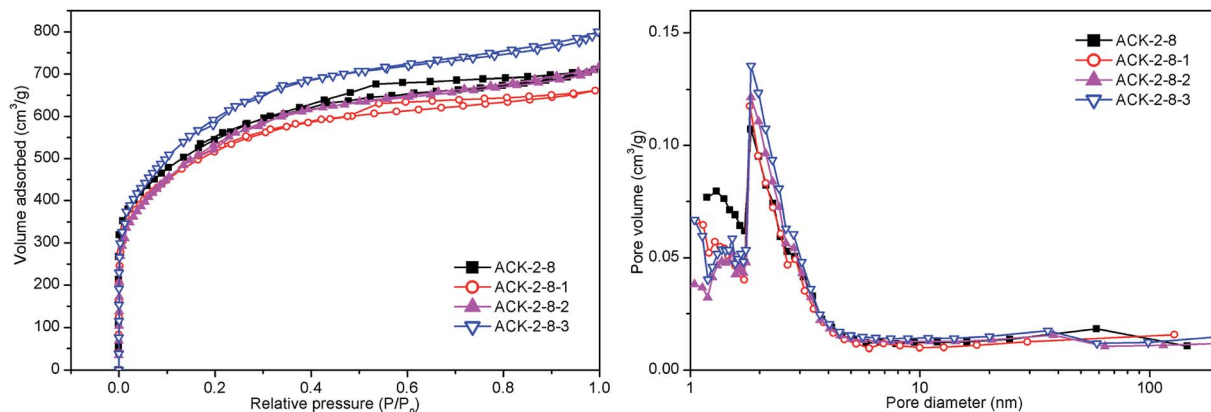 800
700
600
500
400
300
200
100
0
Volume adsorbed (cm³/g)
ACK-2-8
ACK-2-8-1
ACK-2-8-2
ACK-2-8-3
0.0 0.2 0.4 0.6 0.8 1.0
Relative pressure (P/P₀)
0.15
0.10
0.05
0.00
Pore volume (cm³/g)
ACK-2-8
ACK-2-8-1
ACK-2-8-2
ACK-2-8-3
1 10 100
Pore diameter (nm)